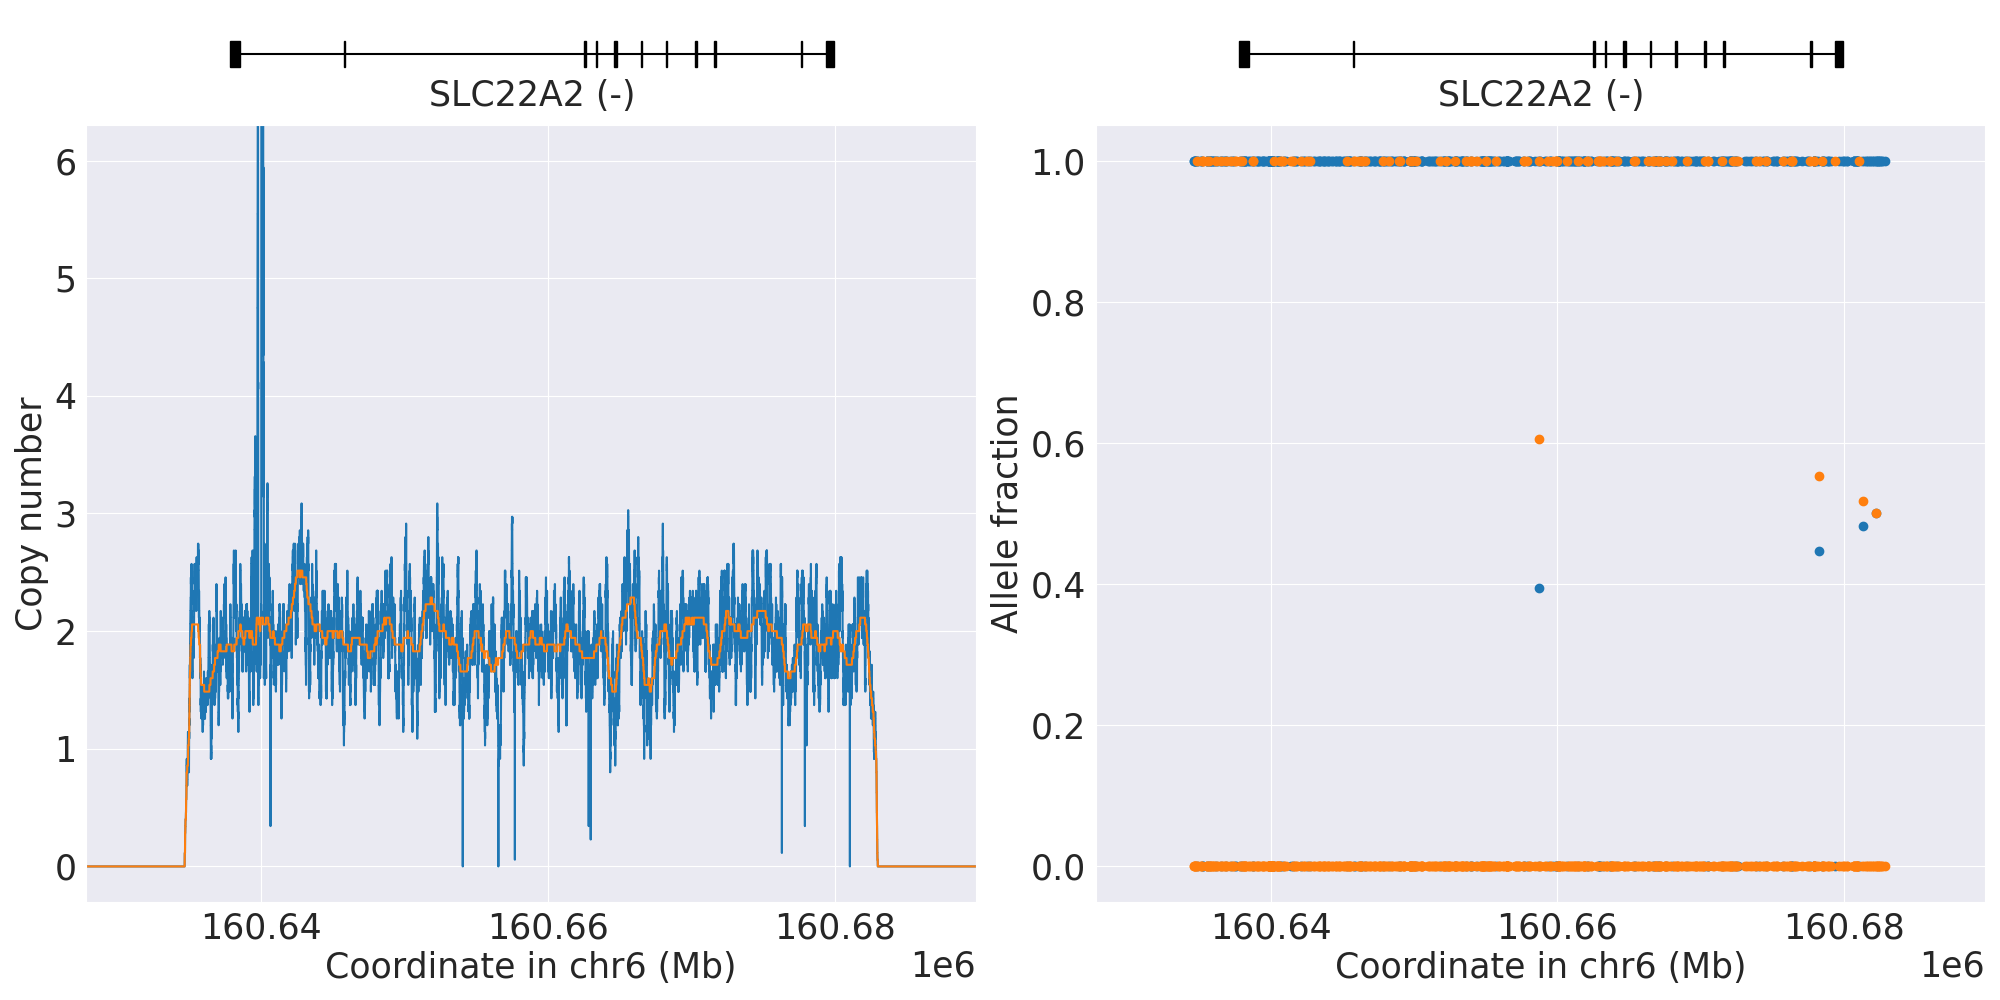 SLC22A2 (-)
6
5
4
3
2
1
0
Copy number
160.64
160.66
160.68
Coordinate in chr6 (Mb)
1e6
SLC22A2 (-)
1.0
0.8
0.6
0.4
0.2
0.0
Allele fraction
160.64
160.66
160.68
Coordinate in chr6 (Mb)
1e6